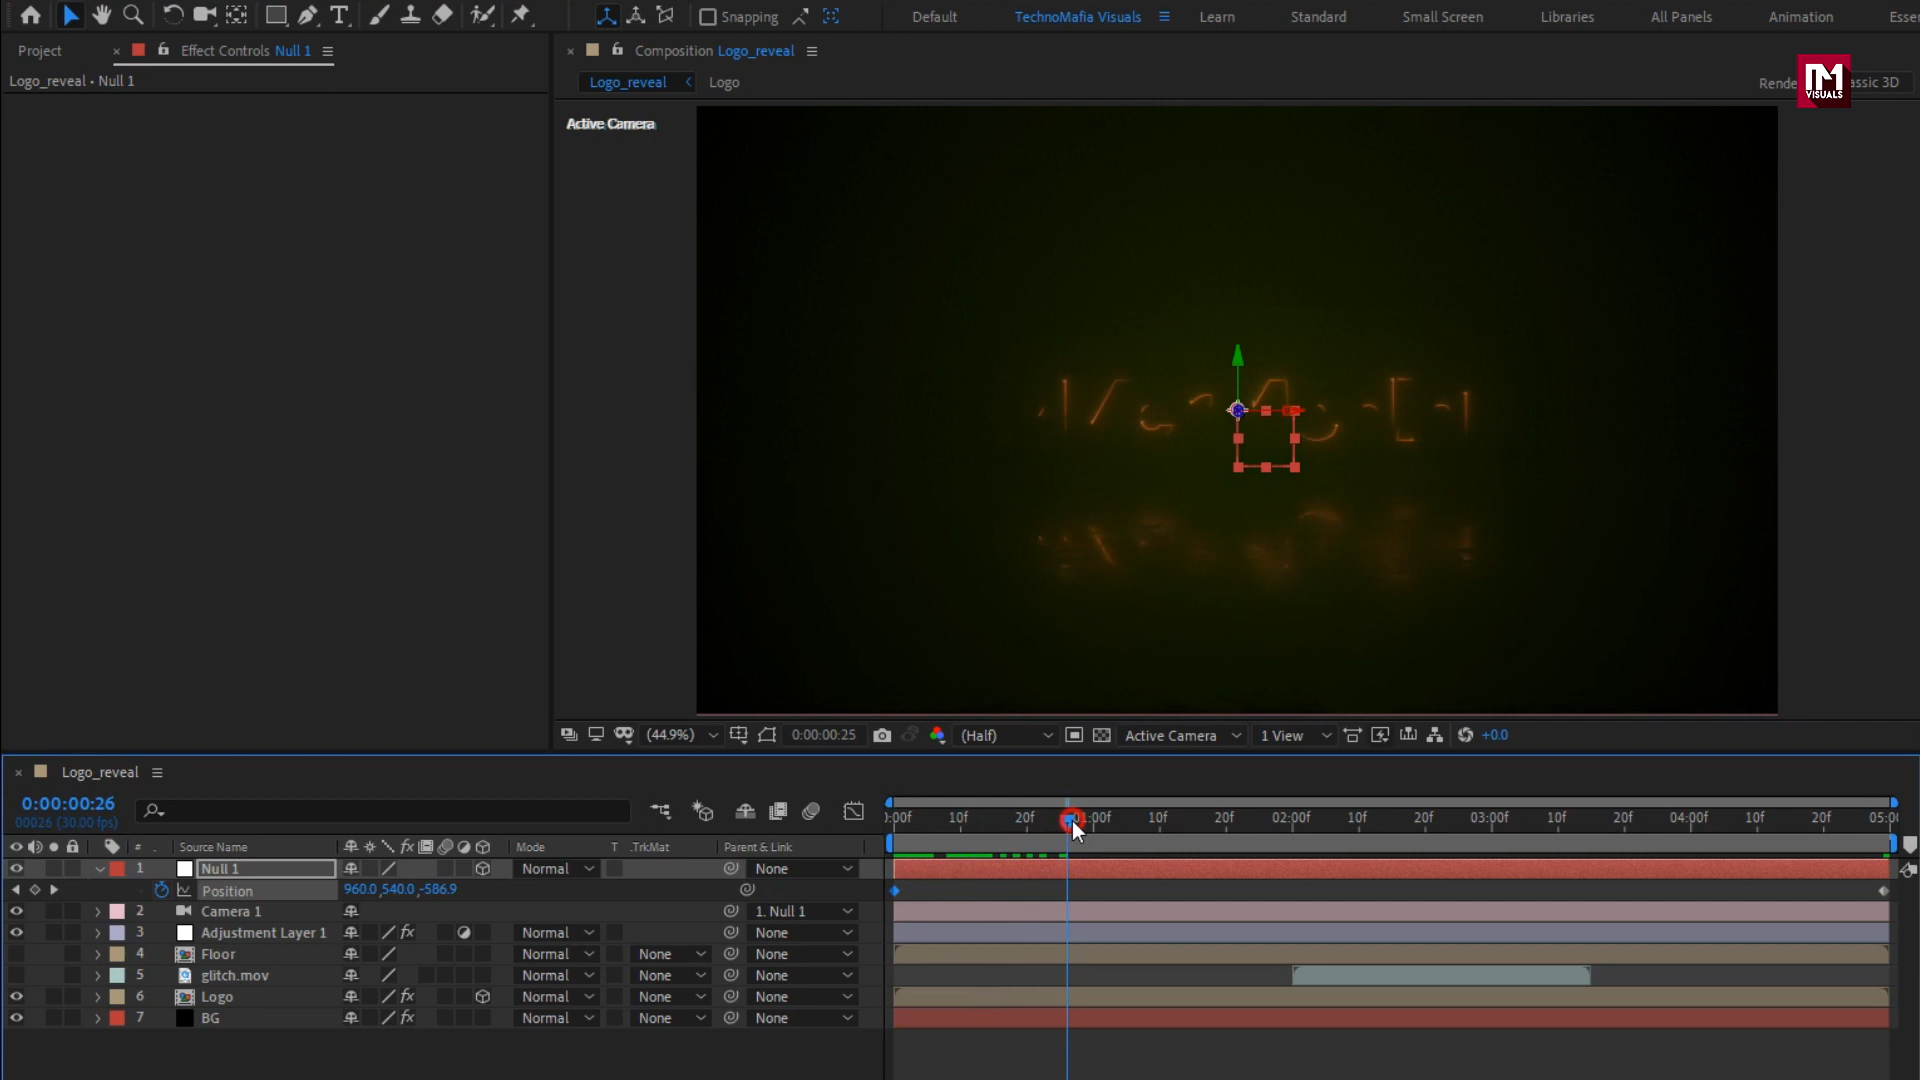 Snapping
Default
TechnoMafia Visuals
Learn
Standard
Small Screen
Libraries
All Panels
Animation
Project
Effect Controls Null 1
Composition Logo_reveal
Logo_reveal • Null 1
Logo_reveal
Logo
VISUALS
Active Camera
(44.9%)
0:00:00:25
(Half)
Active Camera
1 View
+0.0
Logo_reveal
0:00:00:26
00026 (30.00 fps)
:00f 10f 20f 01:00f 10f 20f 02:00f 10f 20f 03:00f 10f 20f 04:00f 10f 20f 05:00
# Source Name Mode T .TrkMat Parent & Link
1 Null 1 Normal None
Position 960.0,540.0,-586.9
2 Camera 1 1. Null 1
3 Adjustment Layer 1 Normal None
4 Floor Normal None None
5 glitch.mov Normal None None
6 Logo Normal None None
7 BG Normal None None